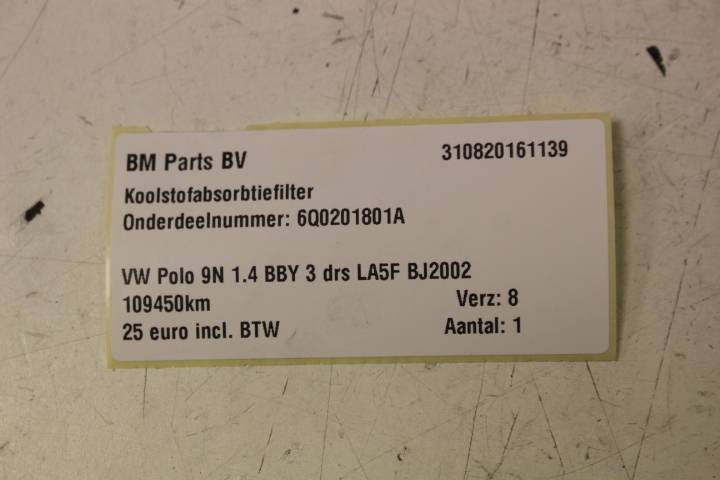 BM Parts BV 310820161139
Koolstofabsorbtiefilter
Onderdeelnummer: 6Q0201801A
VW Polo 9N 1.4 BBY 3 drs LA5F BJ2002
109450km Verz: 8
25 euro incl. BTW Aantal: 1